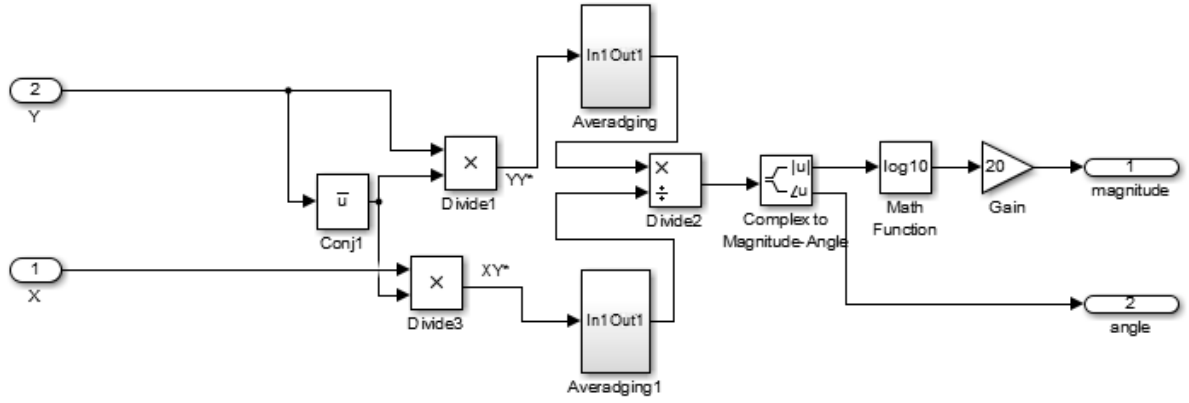 2
Y
ū
Conj1
1
X
×
Divide1
YY*
×
Divide3
XY*
In1 Out1
Averadging
In1 Out1
Averadging1
×
÷
Divide2
|u|
∠u
Complex to
Magnitude-Angle
log10
Math
Function
20
Gain
1
magnitude
2
angle